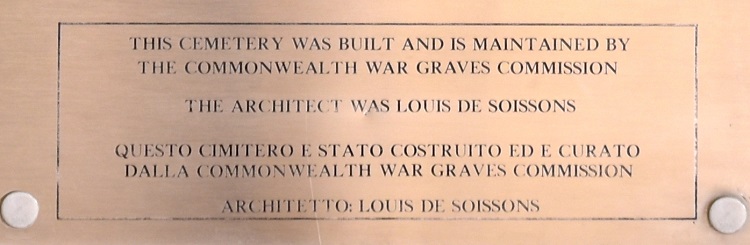 THIS CEMETERY WAS BUILT AND IS MAINTAINED BY
THE COMMONWEALTH WAR GRAVES COMMISSION
THE ARCHITECT WAS LOUIS DE SOISSONS
QUESTO CIMITERO E STATO COSTRUITO ED E CURATO
DALLA COMMONWEALTH WAR GRAVES COMMISSION
ARCHITETTO: LOUIS DE SOISSONS